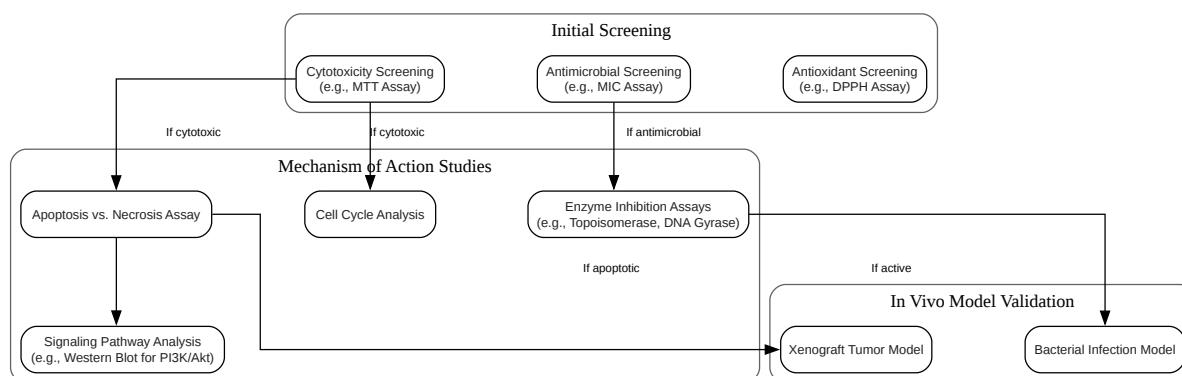 Initial Screening
Cytotoxicity Screening
(e.g., MTT Assay)
Antimicrobial Screening
(e.g., MIC Assay)
Antioxidant Screening
(e.g., DPPH Assay)
If cytotoxic
If cytotoxic
If antimicrobial
Mechanism of Action Studies
Apoptosis vs. Necrosis Assay
Cell Cycle Analysis
Enzyme Inhibition Assays
(e.g., Topoisomerase, DNA Gyrase)
If apoptotic
If active
In Vivo Model Validation
Signaling Pathway Analysis
(e.g., Western Blot for PI3K/Akt)
Xenograft Tumor Model
Bacterial Infection Model